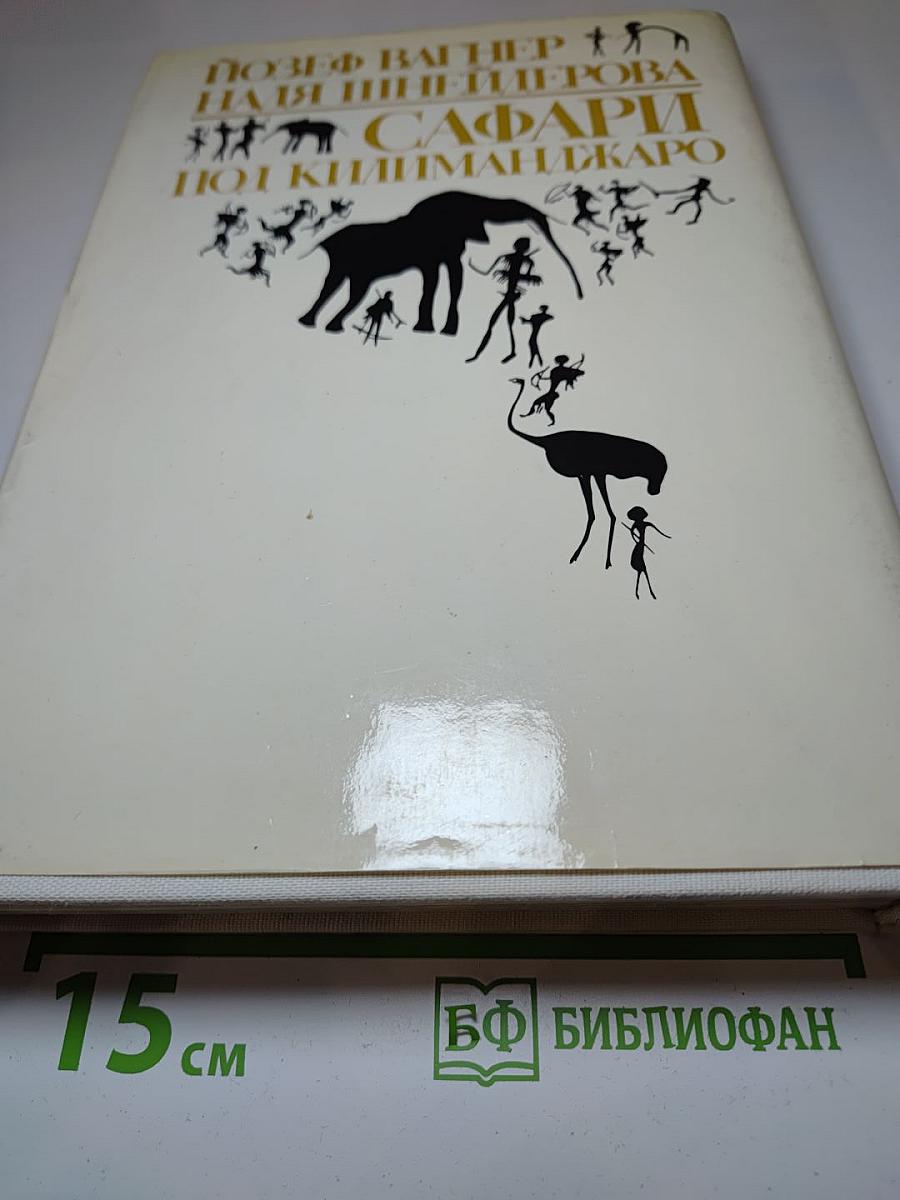 ЙОЗЕФ ВАГНЕР
НАДЯ ШНЕЙДЕРОВА
САФАРИ
ПОД КИЛИМАНДЖАРО
15 см
БФ БИБЛИОФАН